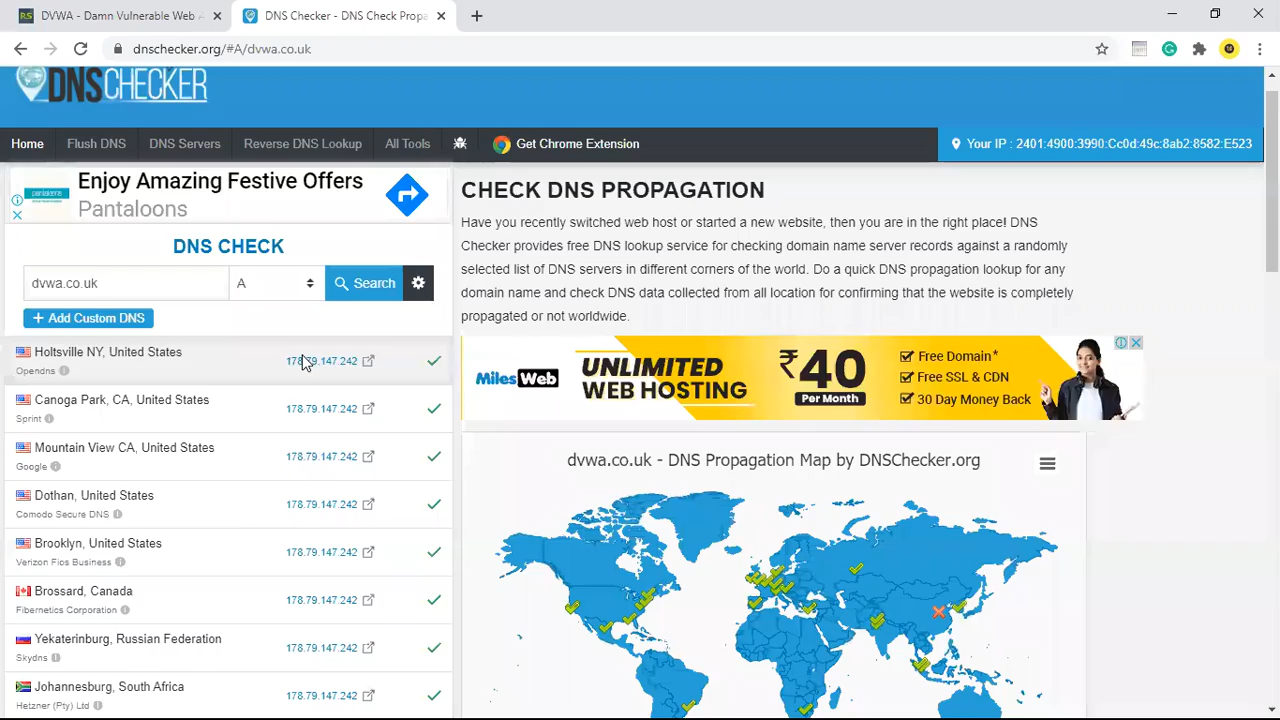 DVWA - Damn Vulnerable Web A
DNS Checker - DNS Check Propa
dnschecker.org/#A/dvwa.co.uk
DNSCHECKER
Home
Flush DNS
DNS Servers
Reverse DNS Lookup
All Tools
Get Chrome Extension
Your IP : 2401:4900:3990:Cc0d:49c:8ab2:8582:E523
Enjoy Amazing Festive Offers
Pantaloons
DNS CHECK
dvwa.co.uk
A
Search
+ Add Custom DNS
Holtsville NY, United States
Opendns
178.79.147.242
Canoga Park, CA, United States
Sprint
178.79.147.242
Mountain View CA, United States
Google
178.79.147.242
Dothan, United States
Comodo Secure DNS
178.79.147.242
Brooklyn, United States
Verizon Fios Business
178.79.147.242
Brossard, Canada
Fibernetics Corporation
178.79.147.242
Yekaterinburg, Russian Federation
Skydns
178.79.147.242
Johannesburg, South Africa
Hetzner (Pty) Ltd
178.79.147.242
CHECK DNS PROPAGATION
Have you recently switched web host or started a new website, then you are in the right place! DNS
Checker provides free DNS lookup service for checking domain name server records against a randomly
selected list of DNS servers in different corners of the world. Do a quick DNS propagation lookup for any
domain name and check DNS data collected from all location for confirming that the website is completely
propagated or not worldwide.
MilesWeb
UNLIMITED
WEB HOSTING
₹40
Per Month
Free Domain*
Free SSL & CDN
30 Day Money Back
dvwa.co.uk - DNS Propagation Map by DNSChecker.org